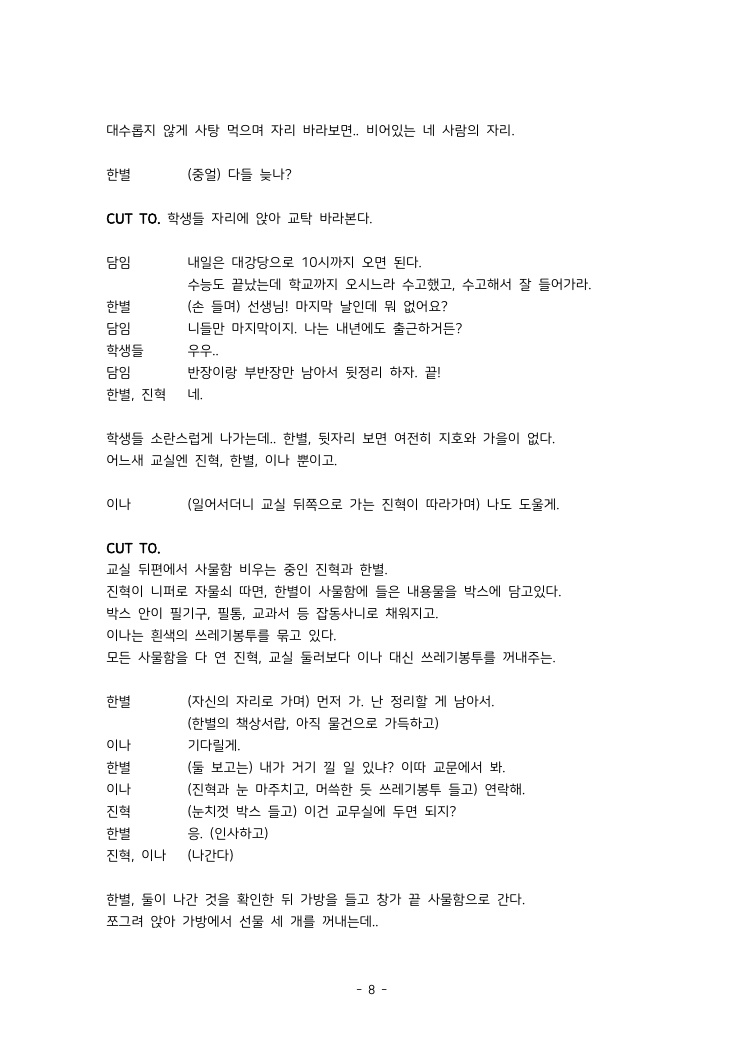 대수롭지 않게 사탕 먹으며 자리 바라보면.. 비어있는 네 사람의 자리.
한별 (중얼) 다들 늦나?
CUT TO. 학생들 자리에 앉아 교탁 바라본다.
담임 내일은 대강당으로 10시까지 오면 된다.
수능도 끝났는데 학교까지 오시느라 수고했고, 수고해서 잘 들어가라.
한별 (손 들며) 선생님! 마지막 날인데 뭐 없어요?
담임 니들만 마지막이지. 나는 내년에도 출근하거든?
학생들 우우..
담임 반장이랑 부반장만 남아서 뒷정리 하자. 끝!
한별, 진혁 네.
학생들 소란스럽게 나가는데.. 한별, 뒷자리 보면 여전히 지호와 가을이 없다.
어느새 교실엔 진혁, 한별, 이나 뿐이고.
이나 (일어서더니 교실 뒤쪽으로 가는 진혁이 따라가며) 나도 도울게.
CUT TO.
교실 뒤편에서 사물함 비우는 중인 진혁과 한별.
진혁이 니퍼로 자물쇠 따면, 한별이 사물함에 들은 내용물을 박스에 담고있다.
박스 안이 필기구, 필통, 교과서 등 잡동사니로 채워지고.
이나는 흰색의 쓰레기봉투를 묶고 있다.
모든 사물함을 다 연 진혁, 교실 둘러보다 이나 대신 쓰레기봉투를 꺼내주는.
한별 (자신의 자리로 가며) 먼저 가. 난 정리할 게 남아서.
(한별의 책상서랍, 아직 물건으로 가득하고)
이나 기다릴게.
한별 (둘 보고는) 내가 거기 낄 일 있냐? 이따 교문에서 봐.
이나 (진혁과 눈 마주치고, 머쓱한 듯 쓰레기봉투 들고) 연락해.
진혁 (눈치껏 박스 들고) 이건 교무실에 두면 되지?
한별 응. (인사하고)
진혁, 이나 (나간다)
한별, 둘이 나간 것을 확인한 뒤 가방을 들고 창가 끝 사물함으로 간다.
쪼그려 앉아 가방에서 선물 세 개를 꺼내는데..
- 8 -